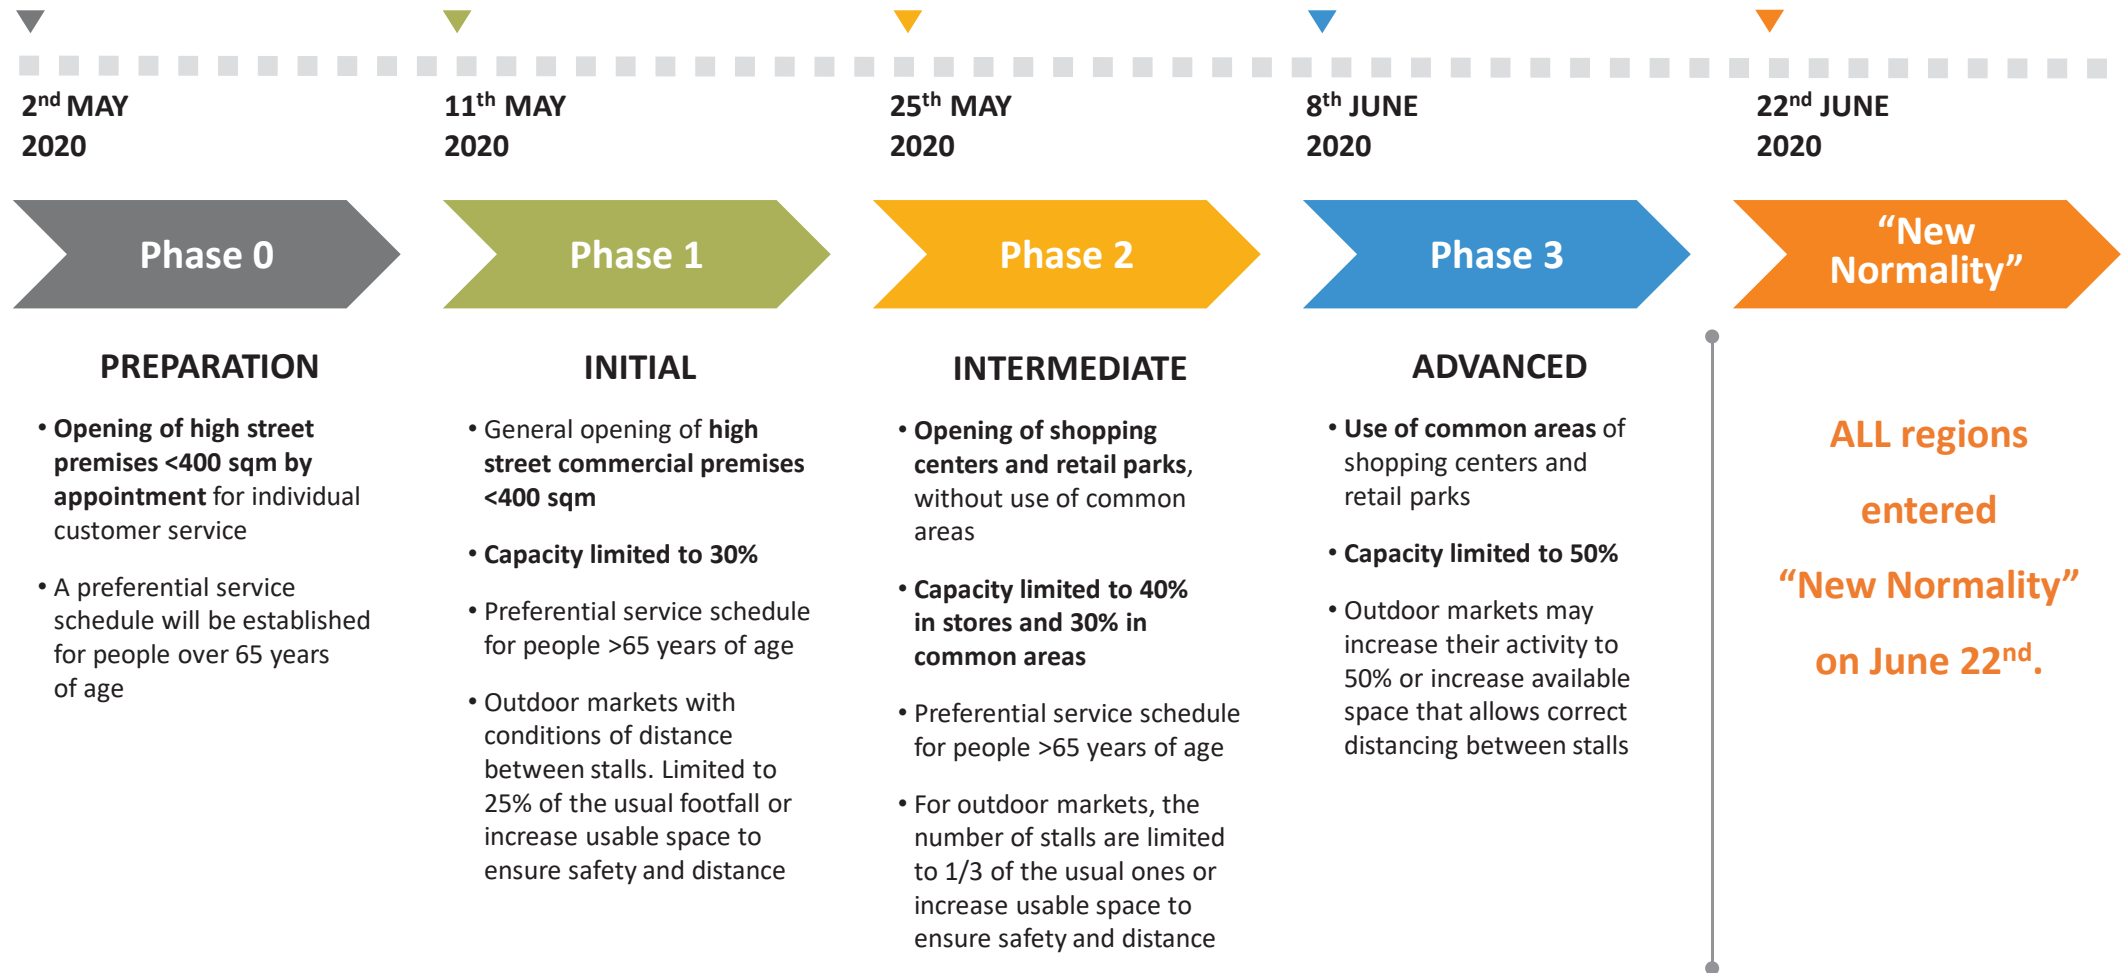 2nd MAY
2020
11th MAY
2020
25th MAY
2020
8th JUNE
2020
22nd JUNE
2020
Phase 0
Phase 1
Phase 2
Phase 3
“New
Normality”
PREPARATION
• Opening of high street
premises <400 sqm by
appointment for individual
customer service
• A preferential service
schedule will be established
for people over 65 years
of age
INITIAL
• General opening of high
street commercial premises
<400 sqm
• Capacity limited to 30%
• Preferential service schedule
for people >65 years of age
• Outdoor markets with
conditions of distance
between stalls. Limited to
25% of the usual footfall or
increase usable space to
ensure safety and distance
INTERMEDIATE
• Opening of shopping
centers and retail parks,
without use of common
areas
• Capacity limited to 40%
in stores and 30% in
common areas
• Preferential service schedule
for people >65 years of age
• For outdoor markets, the
number of stalls are limited
to 1/3 of the usual ones or
increase usable space to
ensure safety and distance
ADVANCED
• Use of common areas of
shopping centers and
retail parks
• Capacity limited to 50%
• Outdoor markets may
increase their activity to
50% or increase available
space that allows correct
distancing between stalls
ALL regions
entered
“New Normality”
on June 22nd.